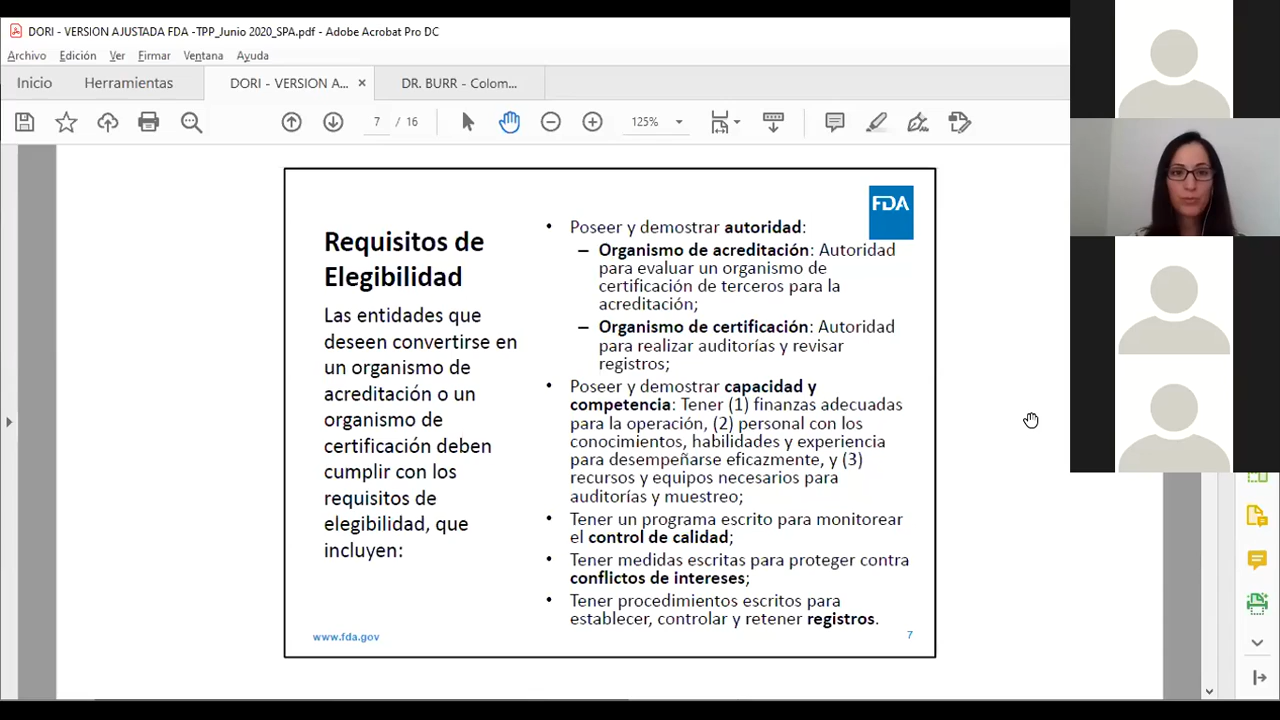 DORI - VERSION AJUSTADA FDA -TPP_Junio 2020_SPA.pdf - Adobe Acrobat Pro DC
Archivo Edición Ver Firmar Ventana Ayuda
Inicio Herramientas DORI - VERSION A... × DR. BURR - Colom...
7 / 16 125%
FDA
Requisitos de
Elegibilidad
Las entidades que
deseen convertirse en
un organismo de
acreditación o un
organismo de
certificación deben
cumplir con los
requisitos de
elegibilidad, que
incluyen:
• Poseer y demostrar autoridad:
– Organismo de acreditación: Autoridad
para evaluar un organismo de
certificación de terceros para la
acreditación;
– Organismo de certificación: Autoridad
para realizar auditorías y revisar
registros;
• Poseer y demostrar capacidad y
competencia: Tener (1) finanzas adecuadas
para la operación, (2) personal con los
conocimientos, habilidades y experiencia
para desempeñarse eficazmente, y (3)
recursos y equipos necesarios para
auditorías y muestreo;
• Tener un programa escrito para monitorear
el control de calidad;
• Tener medidas escritas para proteger contra
conflictos de intereses;
• Tener procedimientos escritos para
establecer, controlar y retener registros.
www.fda.gov 7